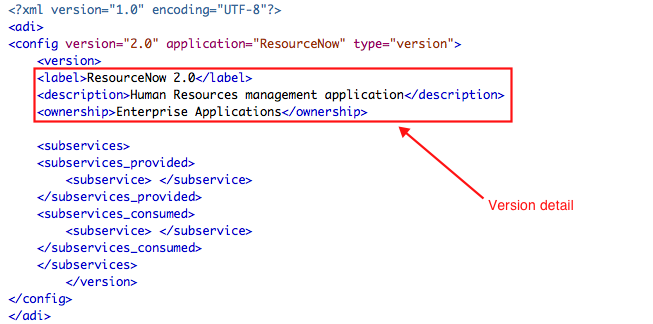 <?xml version="1.0" encoding="UTF-8"?>
<adi>
<config version="2.0" application="ResourceNow" type="version">
<version>
<label>ResourceNow 2.0</label>
<description>Human Resources management application</description>
<ownership>Enterprise Applications</ownership>
<subservices>
<subservices_provided>
<subservice> </subservice>
</subservices_provided>
Version detail
<subservices_consumed>
<subservice> </subservice>
</subservices_consumed>
</subservices>
</version>
</config>
</adi>